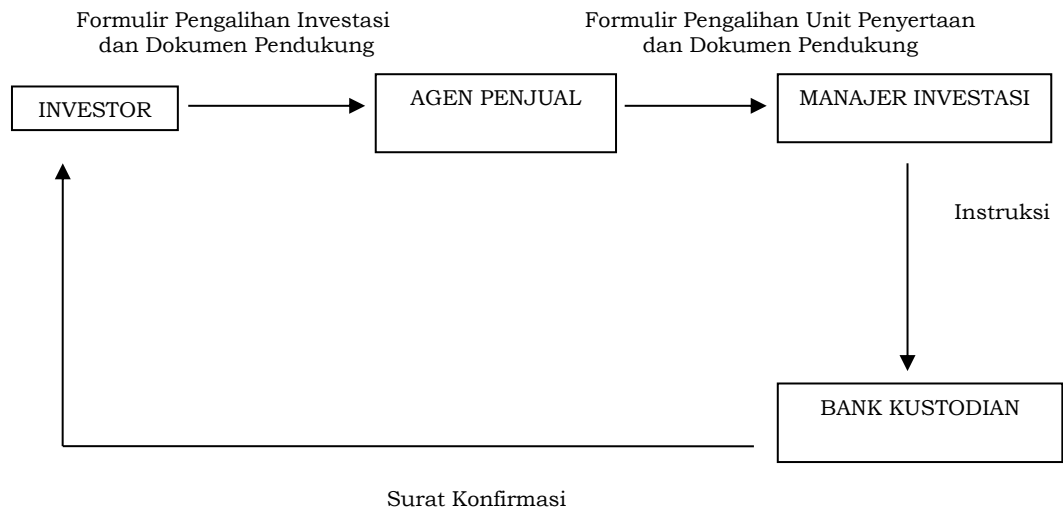 Formulir Pengalihan Investasi
dan Dokumen Pendukung
Formulir Pengalihan Unit Penyertaan
dan Dokumen Pendukung
INVESTOR
AGEN PENJUAL
MANAJER INVESTASI
Instruksi
BANK KUSTODIAN
Surat Konfirmasi